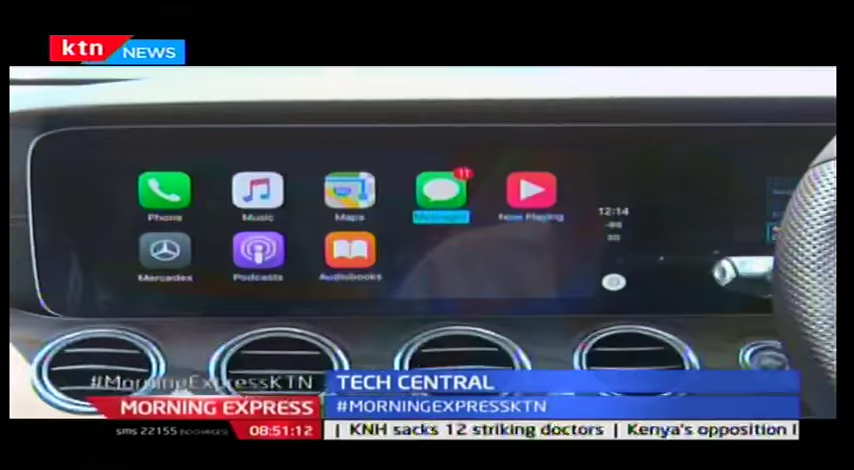 ktn NEWS
11
Phone Music Maps Messages Now Playing
12:14
Mercedes Podcasts Audiobooks
#MorningExpressKTN TECH CENTRAL
MORNING EXPRESS #MORNINGEXPRESSKTN
sms 22155 08:51:12 | KNH sacks 12 striking doctors | Kenya's opposition l